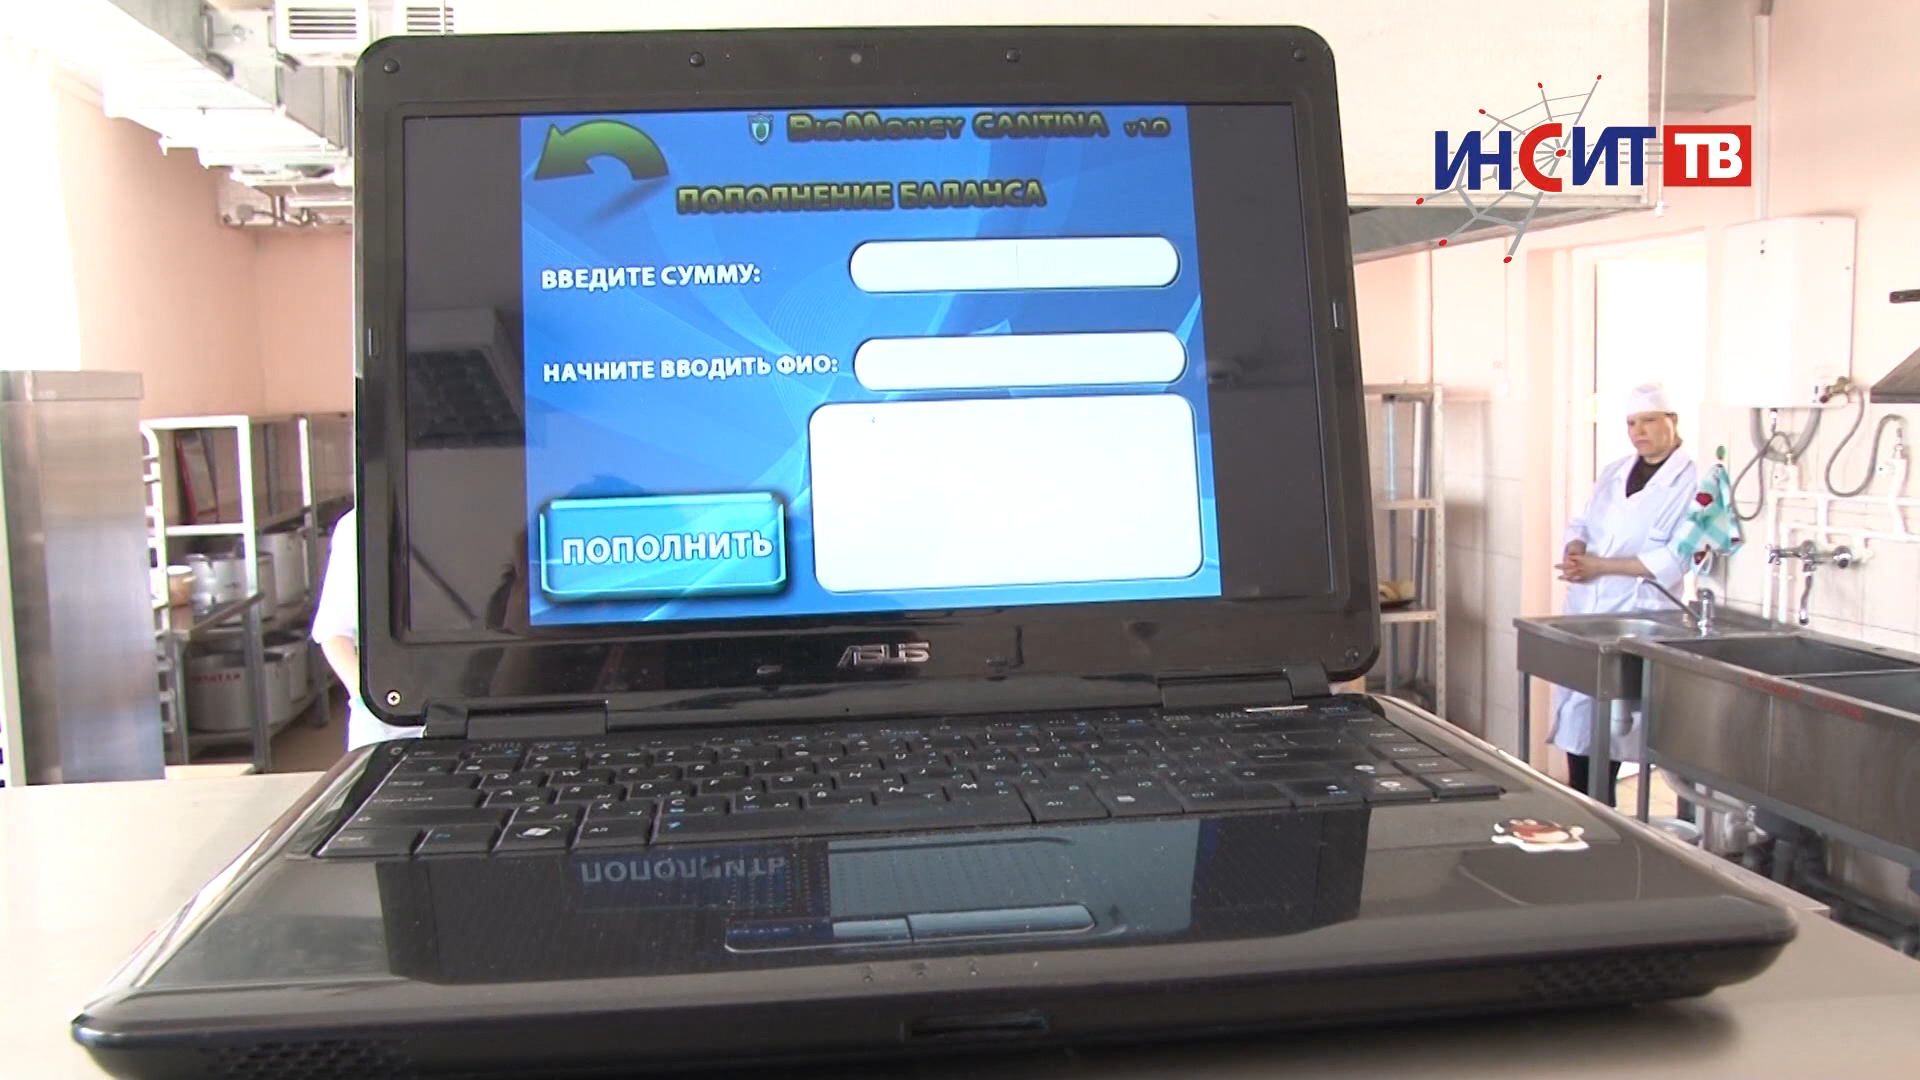 BioMoney CANTINA v1.0
ПОПОЛНЕНИЕ БАЛАНСА
ВВЕДИТЕ СУММУ:
НАЧНИТЕ ВВОДИТЬ ФИО:
ПОПОЛНИТЬ
ASUS
ИНСИТ ТВ